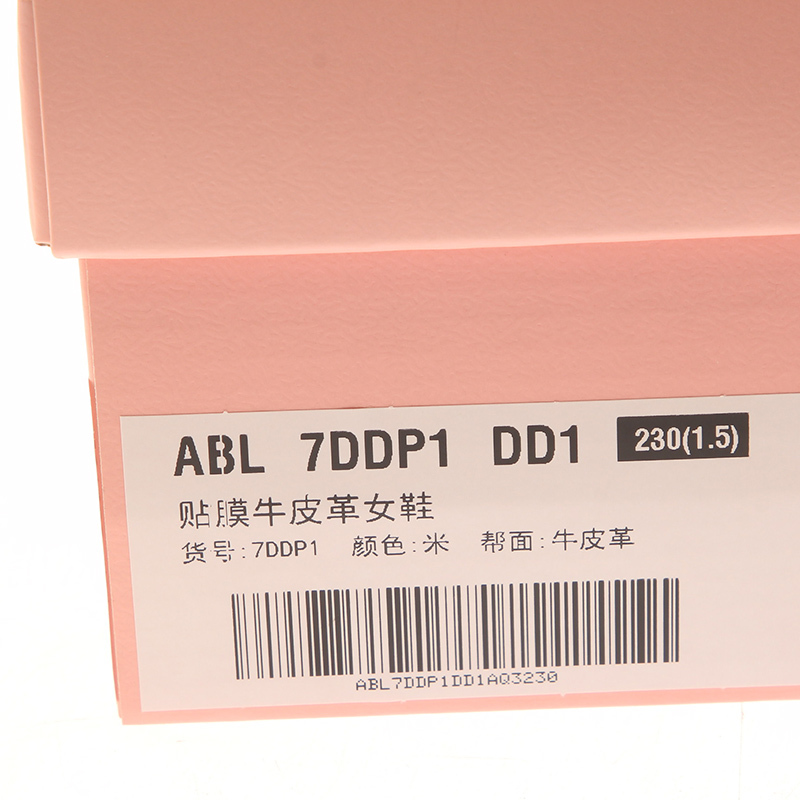 ABL 7DDP1 DD1 230(1.5)
贴膜牛皮革女鞋
货号:7DDP1 颜色:米 帮面:牛皮革
ABL7DDP1DD1AQ3230